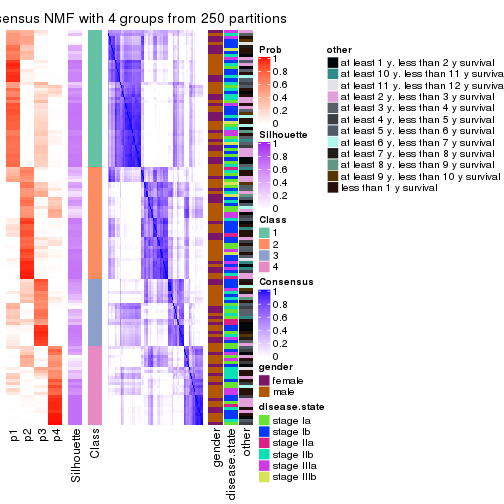 sensus NMF with 4 groups from 250 partitions
Prob
1
0.8
0.6
0.4
0.2
0
Silhouette
1
0.8
0.6
0.4
0.2
0
Class
1
2
3
4
Consensus
1
0.8
0.6
0.4
0.2
0
gender
female
male
disease.state
stage Ia
stage Ib
stage IIa
stage IIb
stage IIIa
stage IIIb
other
at least 1 y. less than 2 y survival
at least 10 y. less than 11 y survival
at least 11 y. less than 12 y surviva
at least 2 y. less than 3 y survival
at least 3 y. less than 4 y survival
at least 4 y. less than 5 y survival
at least 5 y. less than 6 y survival
at least 6 y. less than 7 y survival
at least 7 y. less than 8 y survival
at least 8 y. less than 9 y survival
at least 9 y. less than 10 y survival
less than 1 y survival
p1
p2
p3
p4
Silhouette
Class
gender
disease.state
other